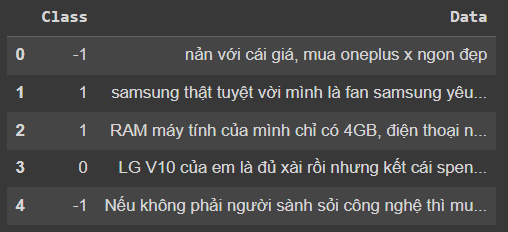 Class Data
0 -1 nản với cái giá, mua oneplus x ngon đẹp
1 1 samsung thật tuyệt vời mình là fan samsung yêu...
2 1 RAM máy tính của mình chỉ có 4GB, điện thoại n...
3 0 LG V10 của em là đủ xài rồi nhưng kết cái spen...
4 -1 Nếu không phải người sành sỏi công nghệ thì mu...